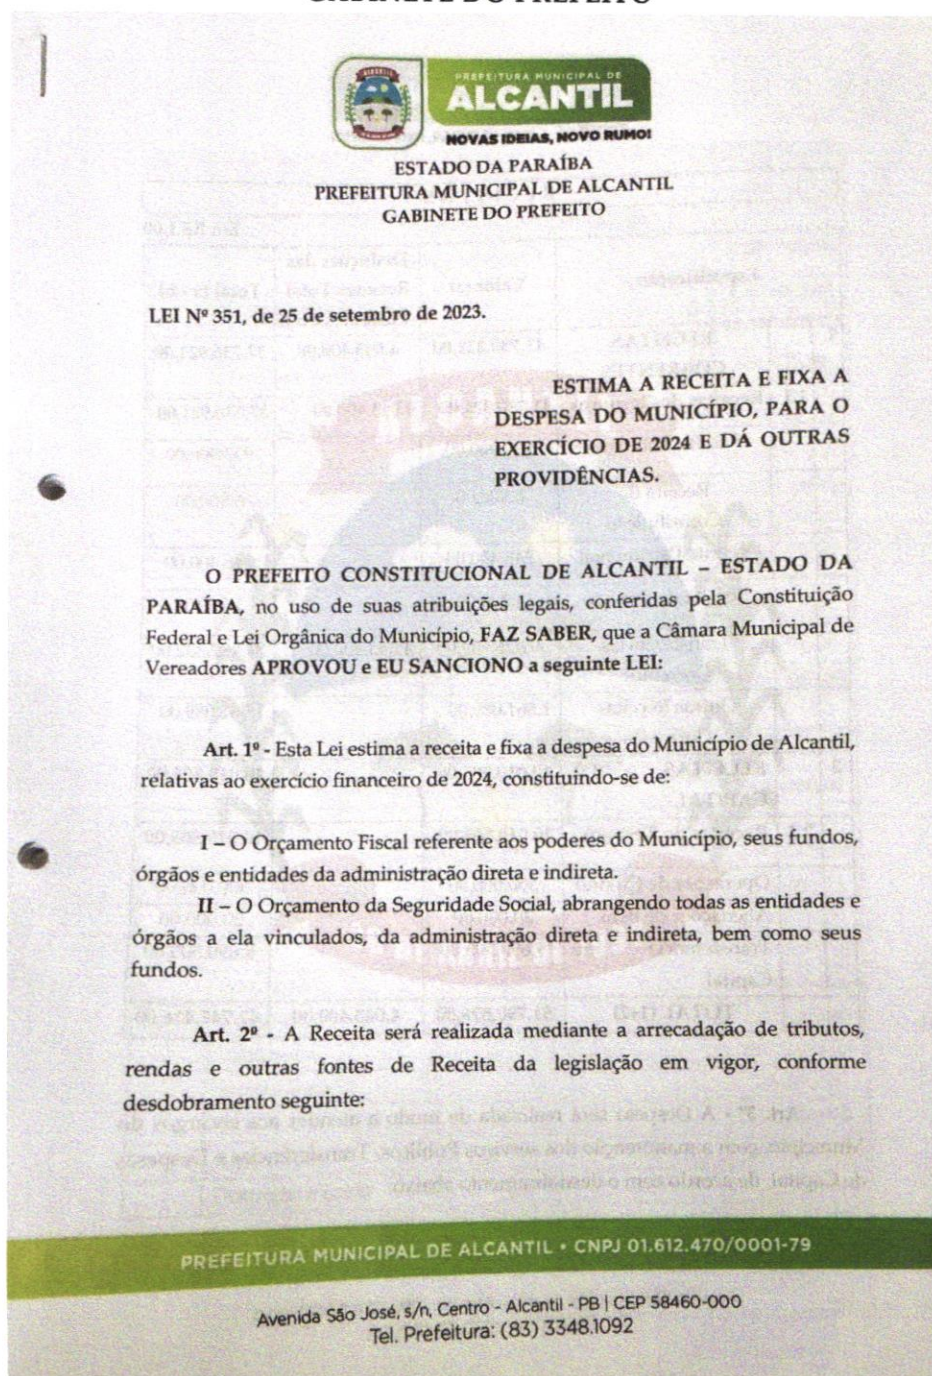 GABINETE DO PREFEITO
ALCANTIL
PREFEITURA MUNICIPAL DE
ALCANTIL
NOVAS IDEIAS, NOVO RUMO!
ESTADO DA PARAÍBA
PREFEITURA MUNICIPAL DE ALCANTIL
GABINETE DO PREFEITO
LEI Nº 351, de 25 de setembro de 2023.
ESTIMA A RECEITA E FIXA A
DESPESA DO MUNICÍPIO, PARA O
EXERCÍCIO DE 2024 E DÁ OUTRAS
PROVIDÊNCIAS.
O PREFEITO CONSTITUCIONAL DE ALCANTIL – ESTADO DA
PARAÍBA, no uso de suas atribuições legais, conferidas pela Constituição
Federal e Lei Orgânica do Município, FAZ SABER, que a Câmara Municipal de
Vereadores APROVOU e EU SANCIONO a seguinte LEI:
Art. 1º - Esta Lei estima a receita e fixa a despesa do Município de Alcantil,
relativas ao exercício financeiro de 2024, constituindo-se de:
I – O Orçamento Fiscal referente aos poderes do Município, seus fundos,
órgãos e entidades da administração direta e indireta.
II – O Orçamento da Seguridade Social, abrangendo todas as entidades e
órgãos a ela vinculados, da administração direta e indireta, bem como seus
fundos.
Art. 2º - A Receita será realizada mediante a arrecadação de tributos,
rendas e outras fontes de Receita da legislação em vigor, conforme
desdobramento seguinte:
PREFEITURA MUNICIPAL DE ALCANTIL • CNPJ 01.612.470/0001-79
Avenida São José, s/n, Centro - Alcantil - PB | CEP 58460-000
Tel. Prefeitura: (83) 3348.1092